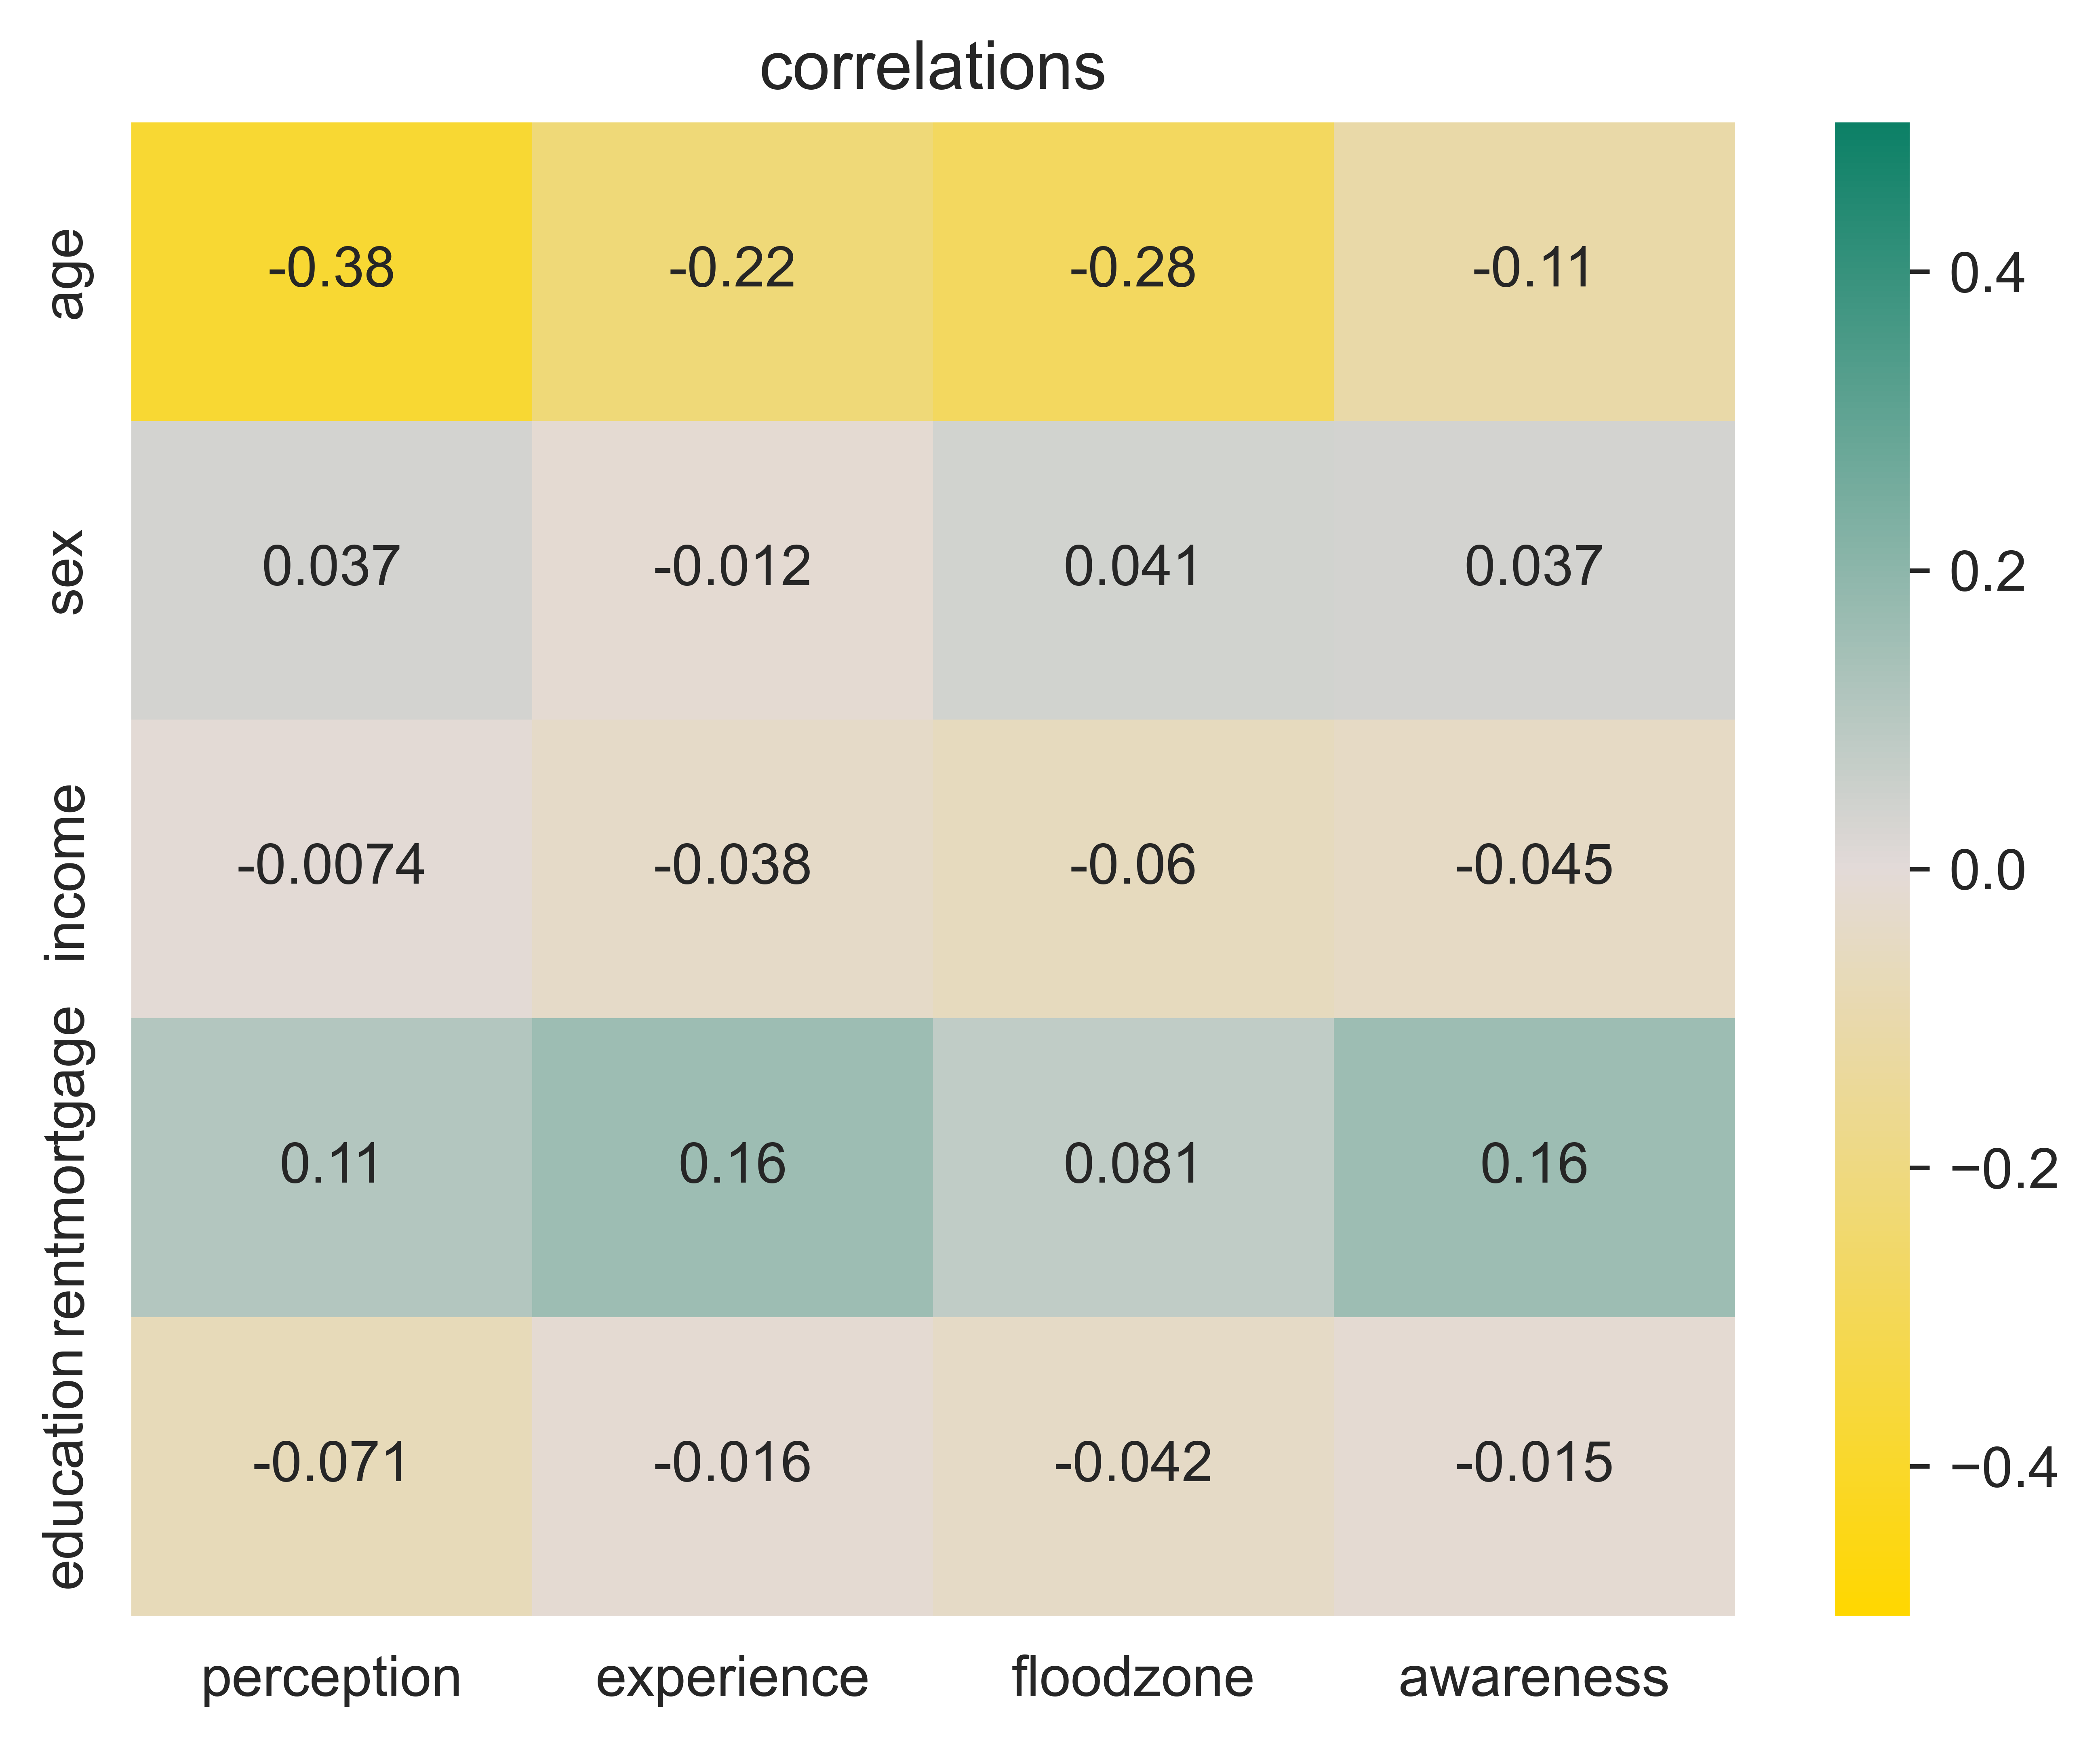 correlations
age -0.38 -0.22 -0.28 -0.11
sex 0.037 -0.012 0.041 0.037
income -0.0074 -0.038 -0.06 -0.045
rentmortgage 0.11 0.16 0.081 0.16
education -0.071 -0.016 -0.042 -0.015
perception experience floodzone awareness
0.4
0.2
0.0
−0.2
−0.4